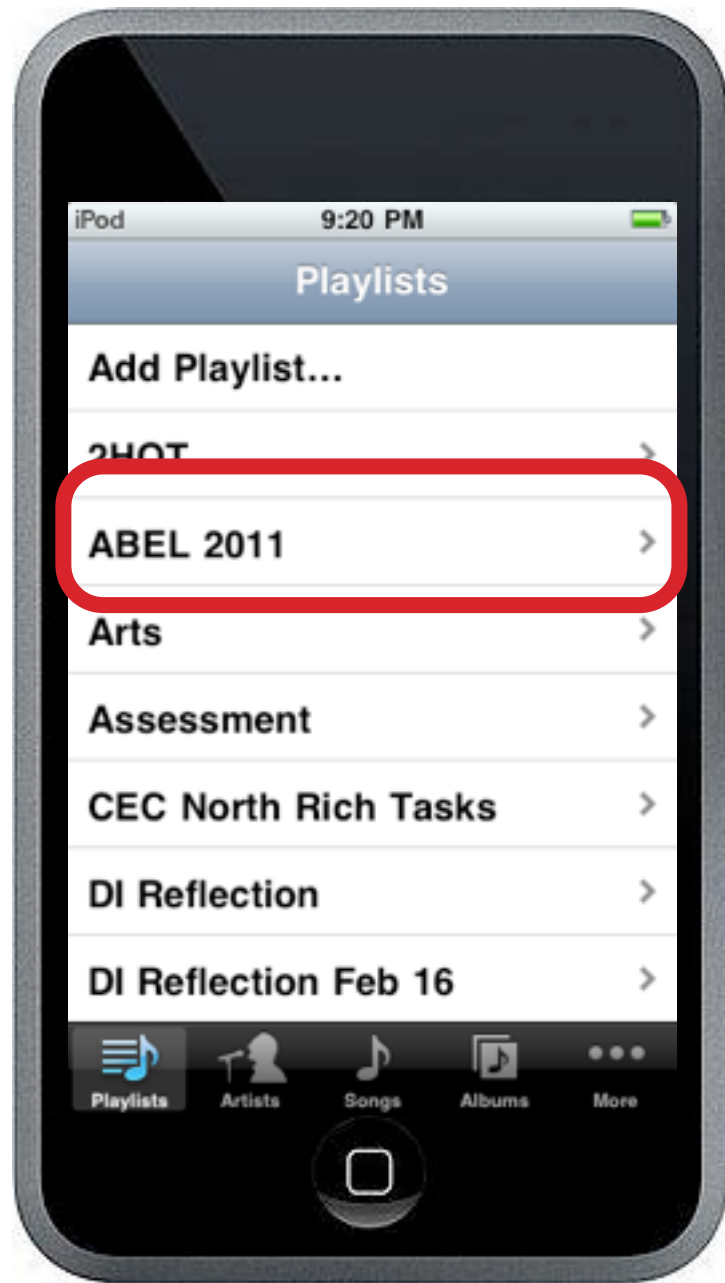 iPod 9:20 PM
Playlists
Add Playlist...
2HOT
ABEL 2011
Arts
Assessment
CEC North Rich Tasks
DI Reflection
DI Reflection Feb 16
Playlists Artists Songs Albums More